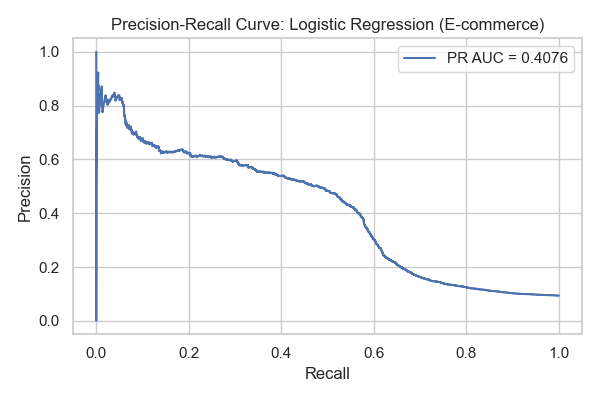 Precision-Recall Curve: Logistic Regression (E-commerce)
PR AUC = 0.4076
Precision
1.0
0.8
0.6
0.4
0.2
0.0
0.0 0.2 0.4 0.6 0.8 1.0
Recall